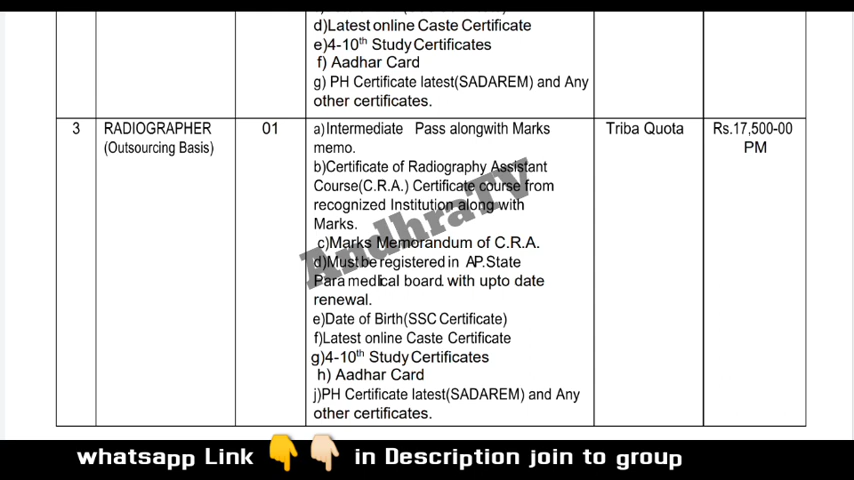 d)Latest online Caste Certificate
e)4-10th Study Certificates
f) Aadhar Card
g) PH Certificate latest(SADAREM) and Any
other certificates.
3 RADIOGRAPHER 01 a)Intermediate Pass alongwith Marks Triba Quota Rs.17,500-00
(Outsourcing Basis) memo. PM
b)Certificate of Radiography Assistant
Course(C.R.A.) Certificate course from
recognized Institution along with
Marks.
c)Marks Memorandum of C.R.A.
d)Must be registered in AP.State
Para medical board. with upto date
renewal.
e)Date of Birth(SSC Certificate)
f)Latest online Caste Certificate
g)4-10th Study Certificates
h) Aadhar Card
j)PH Certificate latest(SADAREM) and Any
other certificates.
AndhraTV
whatsapp Link 👇 👇🏻 in Description join to group